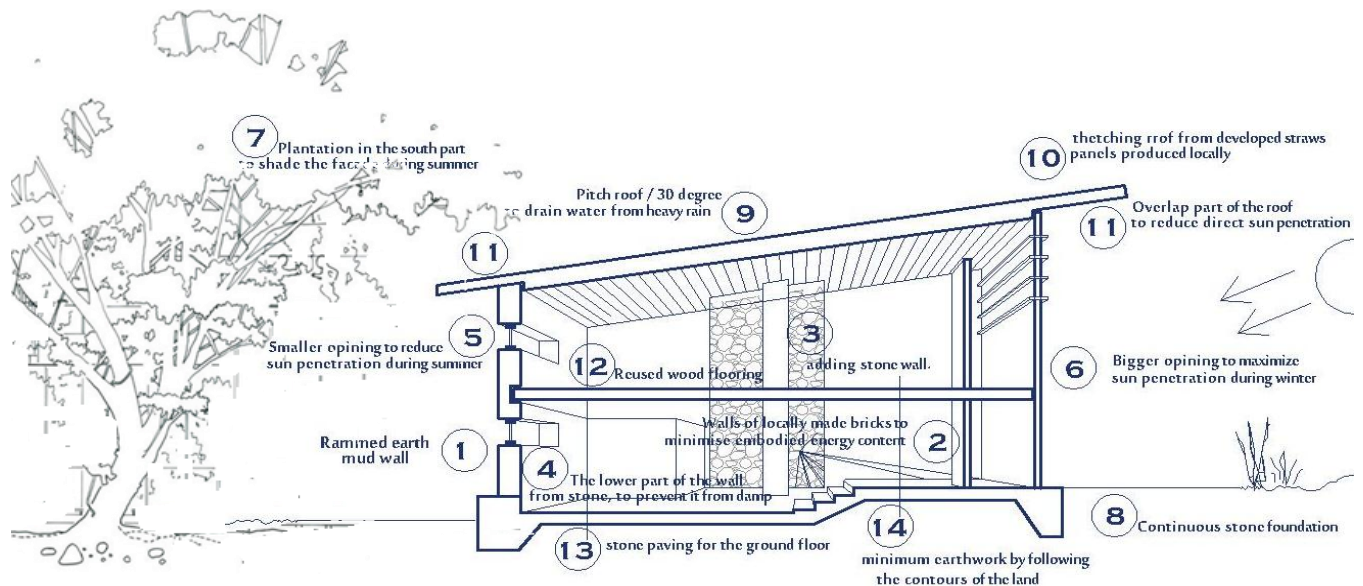 7
Plantation in the south part
to shade the facade during summer
10
thetching rrof from developed straws
panels produced locally
Pitch roof / 30 degree
to drain water from heavy rain
9
11
Overlap part of the roof
to reduce direct sun penetration
11
5
Smaller opining to reduce
sun penetration during summer
3
adding stone wall.
12
Reused wood flooring
6
Bigger opining to maximize
sun penetration during winter
1
Rammed earth
mud wall
Walls of locally made bricks to
minimise embodied energy content
2
4
The lower part of the wall
from stone, to prevent it from damp
8
Continuous stone foundation
13
stone paving for the ground floor
14
minimum earthwork by following
the contours of the land